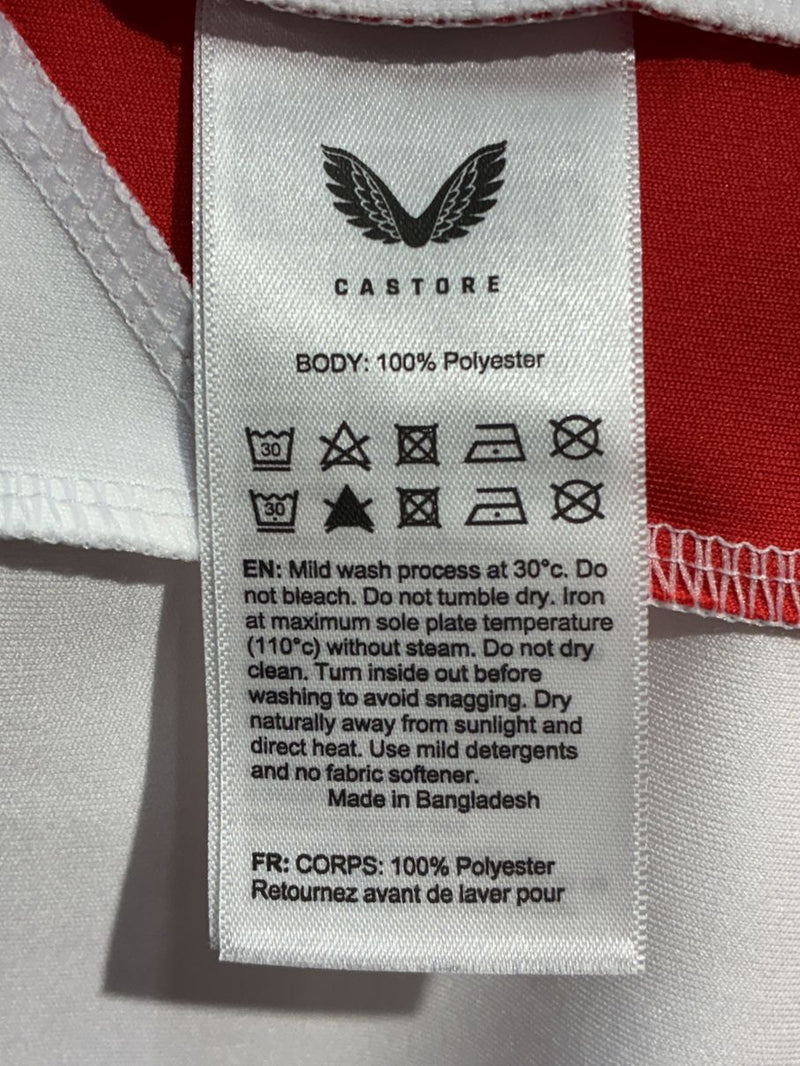 CASTORE
BODY: 100% Polyester
30
30
EN: Mild wash process at 30°c. Do
not bleach. Do not tumble dry. Iron
at maximum sole plate temperature
(110°c) without steam. Do not dry
clean. Turn inside out before
washing to avoid snagging. Dry
naturally away from sunlight and
direct heat. Use mild detergents
and no fabric softener.
Made in Bangladesh
FR: CORPS: 100% Polyester
Retournez avant de laver pour